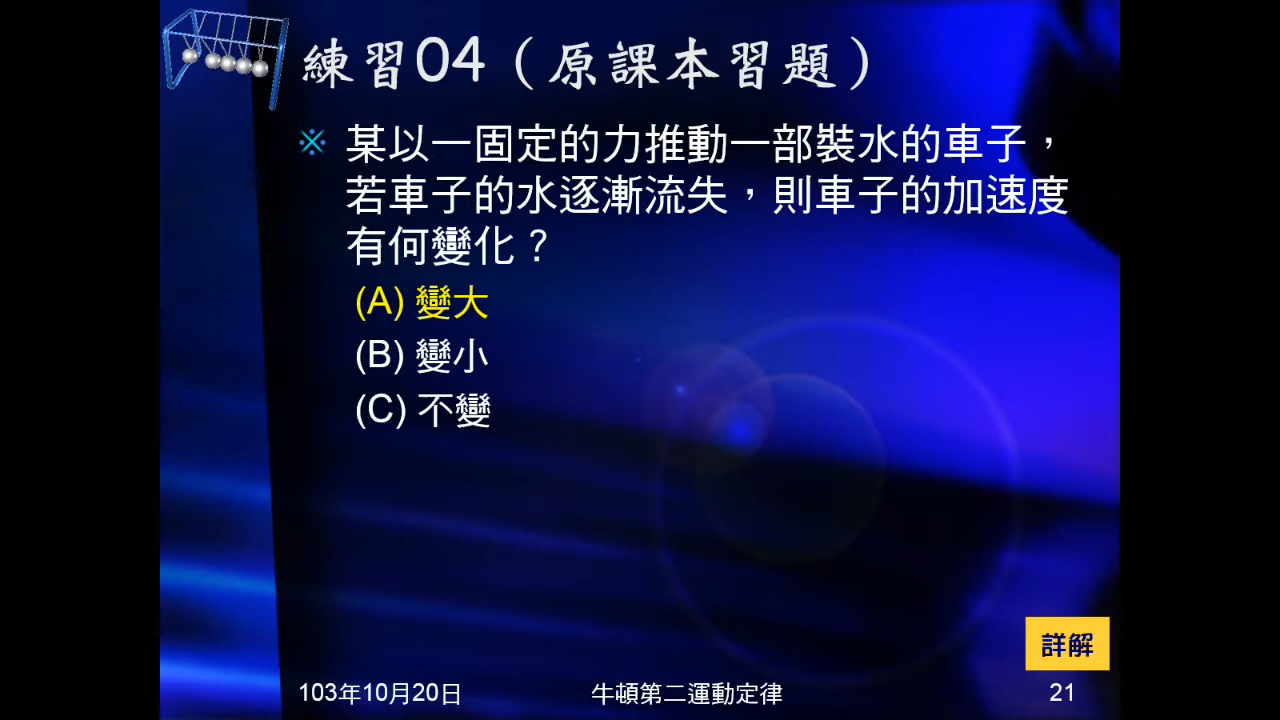 練習04（原課本習題）
※ 某以一固定的力推動一部裝水的車子，
若車子的水逐漸流失，則車子的加速度
有何變化？
(A) 變大
(B) 變小
(C) 不變
詳解
103年10月20日 牛頓第二運動定律 21